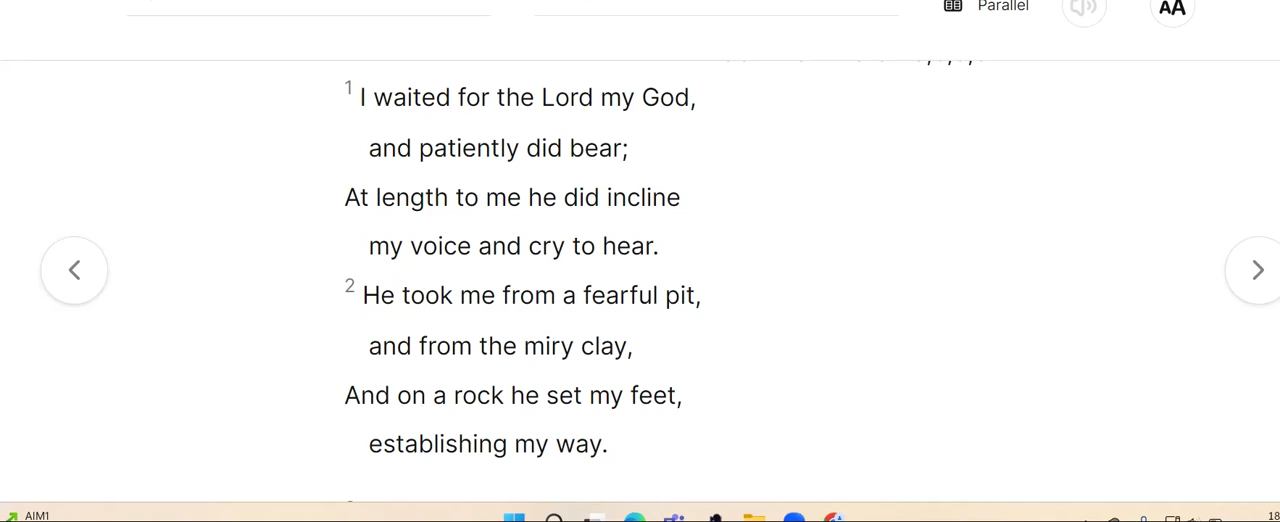 Parallel
AA
1 I waited for the Lord my God,
and patiently did bear;
At length to me he did incline
my voice and cry to hear.
2 He took me from a fearful pit,
and from the miry clay,
And on a rock he set my feet,
establishing my way.
AIM1
18